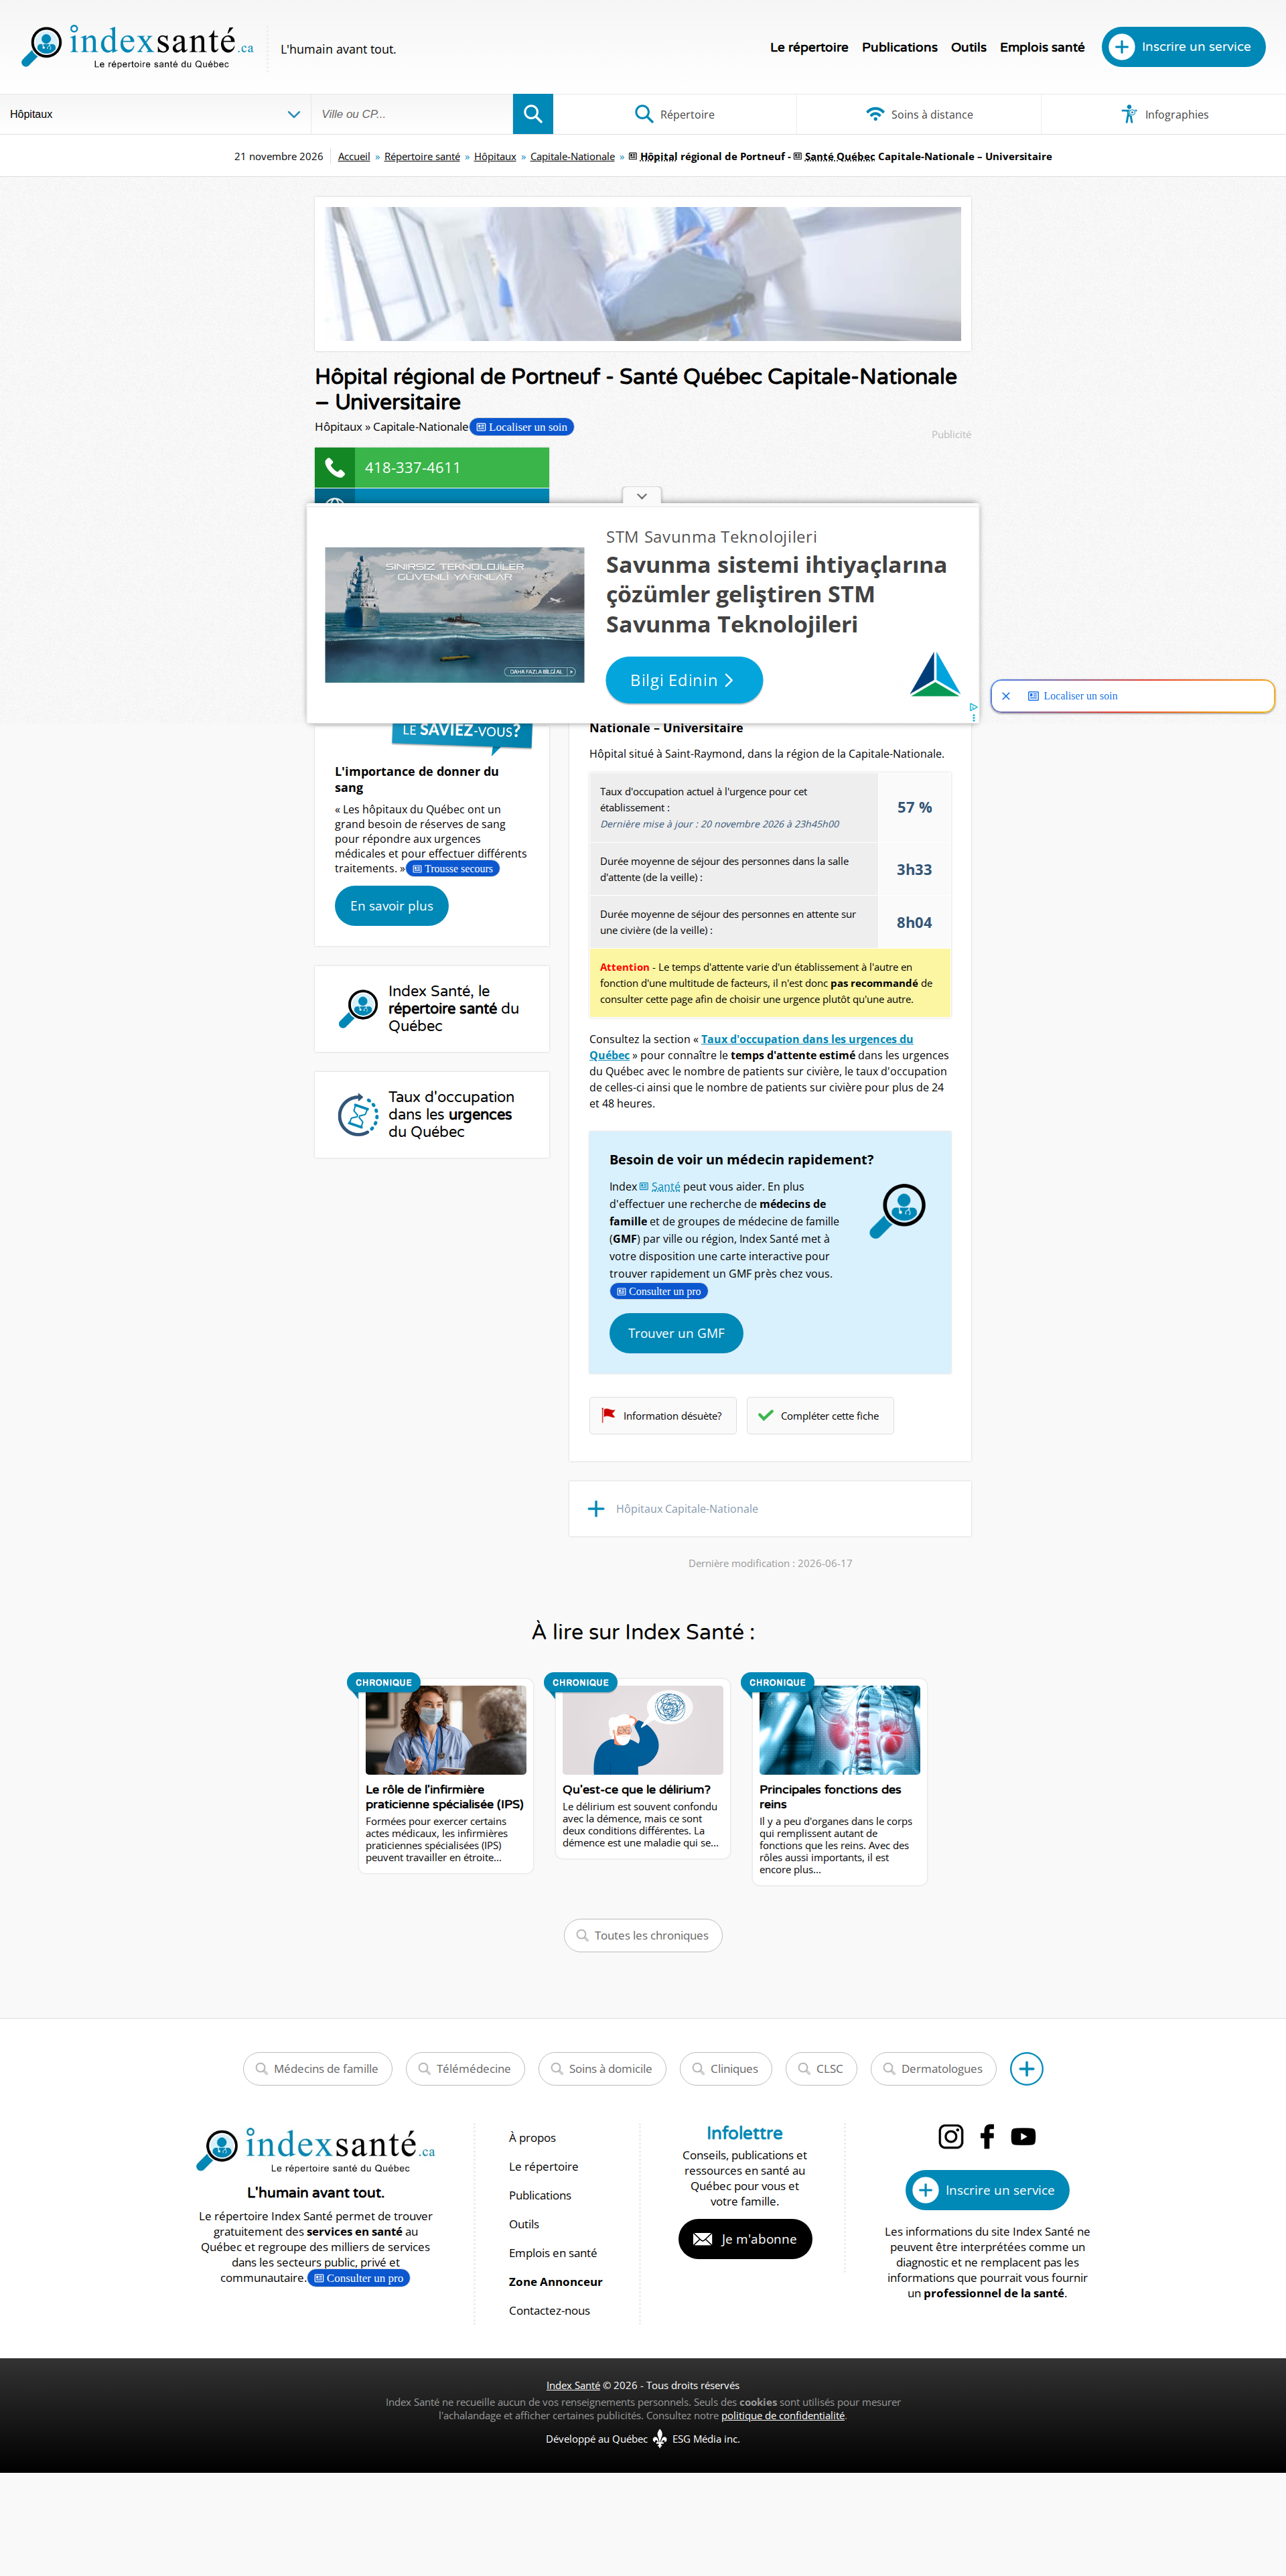 indexsanté.ca
Le répertoire santé du Québec
L'humain avant tout.
Le répertoire
Publications
Outils
Emplois santé
Inscrire un service
Hôpitaux
Ville ou CP...
Répertoire
Soins à distance
Infographies
21 novembre 2026 Accueil » Répertoire santé » Hôpitaux » Capitale-Nationale » Hôpital régional de Portneuf - Santé Québec Capitale-Nationale – Universitaire
Hôpital régional de Portneuf - Santé Québec Capitale-Nationale
– Universitaire
Hôpitaux » Capitale-Nationale Localiser un soin
Publicité
418-337-4611
STM Savunma Teknolojileri
Savunma sistemi ihtiyaçlarına
çözümler geliştiren STM
Savunma Teknolojileri
SINIRSIZ TEKNOLOJİLER
GÜVENLİ YARINLAR
DAHA FAZLA BİLGİ AL
Bilgi Edinin
Localiser un soin
LE SAVIEZ-VOUS?
L'importance de donner du
sang
« Les hôpitaux du Québec ont un
grand besoin de réserves de sang
pour répondre aux urgences
médicales et pour effectuer différents
traitements. » Trousse secours
En savoir plus
Index Santé, le
répertoire santé du
Québec
Taux d'occupation
dans les urgences
du Québec
Nationale – Universitaire
Hôpital situé à Saint-Raymond, dans la région de la Capitale-Nationale.
Taux d'occupation actuel à l'urgence pour cet
établissement :
Dernière mise à jour : 20 novembre 2026 à 23h45h00
57 %
Durée moyenne de séjour des personnes dans la salle
d'attente (de la veille) :
3h33
Durée moyenne de séjour des personnes en attente sur
une civière (de la veille) :
8h04
Attention - Le temps d'attente varie d'un établissement à l'autre en
fonction d'une multitude de facteurs, il n'est donc pas recommandé de
consulter cette page afin de choisir une urgence plutôt qu'une autre.
Consultez la section « Taux d'occupation dans les urgences du
Québec » pour connaître le temps d'attente estimé dans les urgences
du Québec avec le nombre de patients sur civière, le taux d'occupation
de celles-ci ainsi que le nombre de patients sur civière pour plus de 24
et 48 heures.
Besoin de voir un médecin rapidement?
Index Santé peut vous aider. En plus
d'effectuer une recherche de médecins de
famille et de groupes de médecine de famille
(GMF) par ville ou région, Index Santé met à
votre disposition une carte interactive pour
trouver rapidement un GMF près chez vous.
Consulter un pro
Trouver un GMF
Information désuète?
Compléter cette fiche
Hôpitaux Capitale-Nationale
Dernière modification : 2026-06-17
À lire sur Index Santé :
CHRONIQUE
Le rôle de l'infirmière
praticienne spécialisée (IPS)
Formées pour exercer certains
actes médicaux, les infirmières
praticiennes spécialisées (IPS)
peuvent travailler en étroite...
CHRONIQUE
Qu'est-ce que le délirium?
Le délirium est souvent confondu
avec la démence, mais ce sont
deux conditions différentes. La
démence est une maladie qui se...
CHRONIQUE
Principales fonctions des
reins
Il y a peu d'organes dans le corps
qui remplissent autant de
fonctions que les reins. Avec des
rôles aussi importants, il est
encore plus...
Toutes les chroniques
Médecins de famille
Télémédecine
Soins à domicile
Cliniques
CLSC
Dermatologues
indexsanté.ca
Le répertoire santé du Québec
L'humain avant tout.
Le répertoire Index Santé permet de trouver
gratuitement des services en santé au
Québec et regroupe des milliers de services
dans les secteurs public, privé et
communautaire. Consulter un pro
À propos
Le répertoire
Publications
Outils
Emplois en santé
Zone Annonceur
Contactez-nous
Infolettre
Conseils, publications et
ressources en santé au
Québec pour vous et
votre famille.
Je m'abonne
Inscrire un service
Les informations du site Index Santé ne
peuvent être interprétées comme un
diagnostic et ne remplacent pas les
informations que pourrait vous fournir
un professionnel de la santé.
Index Santé © 2026 - Tous droits réservés
Index Santé ne recueille aucun de vos renseignements personnels. Seuls des cookies sont utilisés pour mesurer
l'achalandage et afficher certaines publicités. Consultez notre politique de confidentialité.
Développé au Québec ESG Média inc.